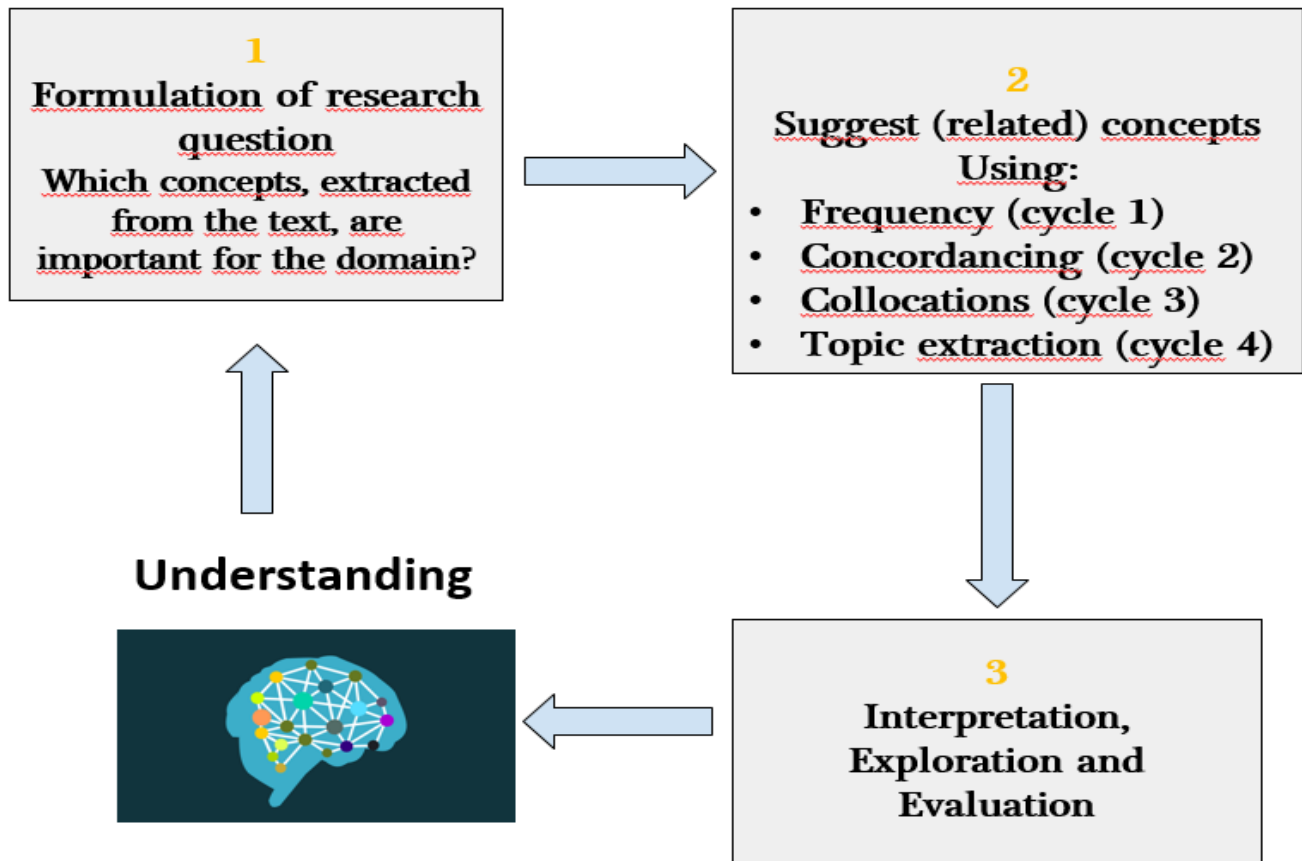 1
Formulation of research
question
Which concepts, extracted
from the text, are
important for the domain?
2
Suggest (related) concepts
Using:
• Frequency (cycle 1)
• Concordancing (cycle 2)
• Collocations (cycle 3)
• Topic extraction (cycle 4)
3
Interpretation,
Exploration and
Evaluation
Understanding